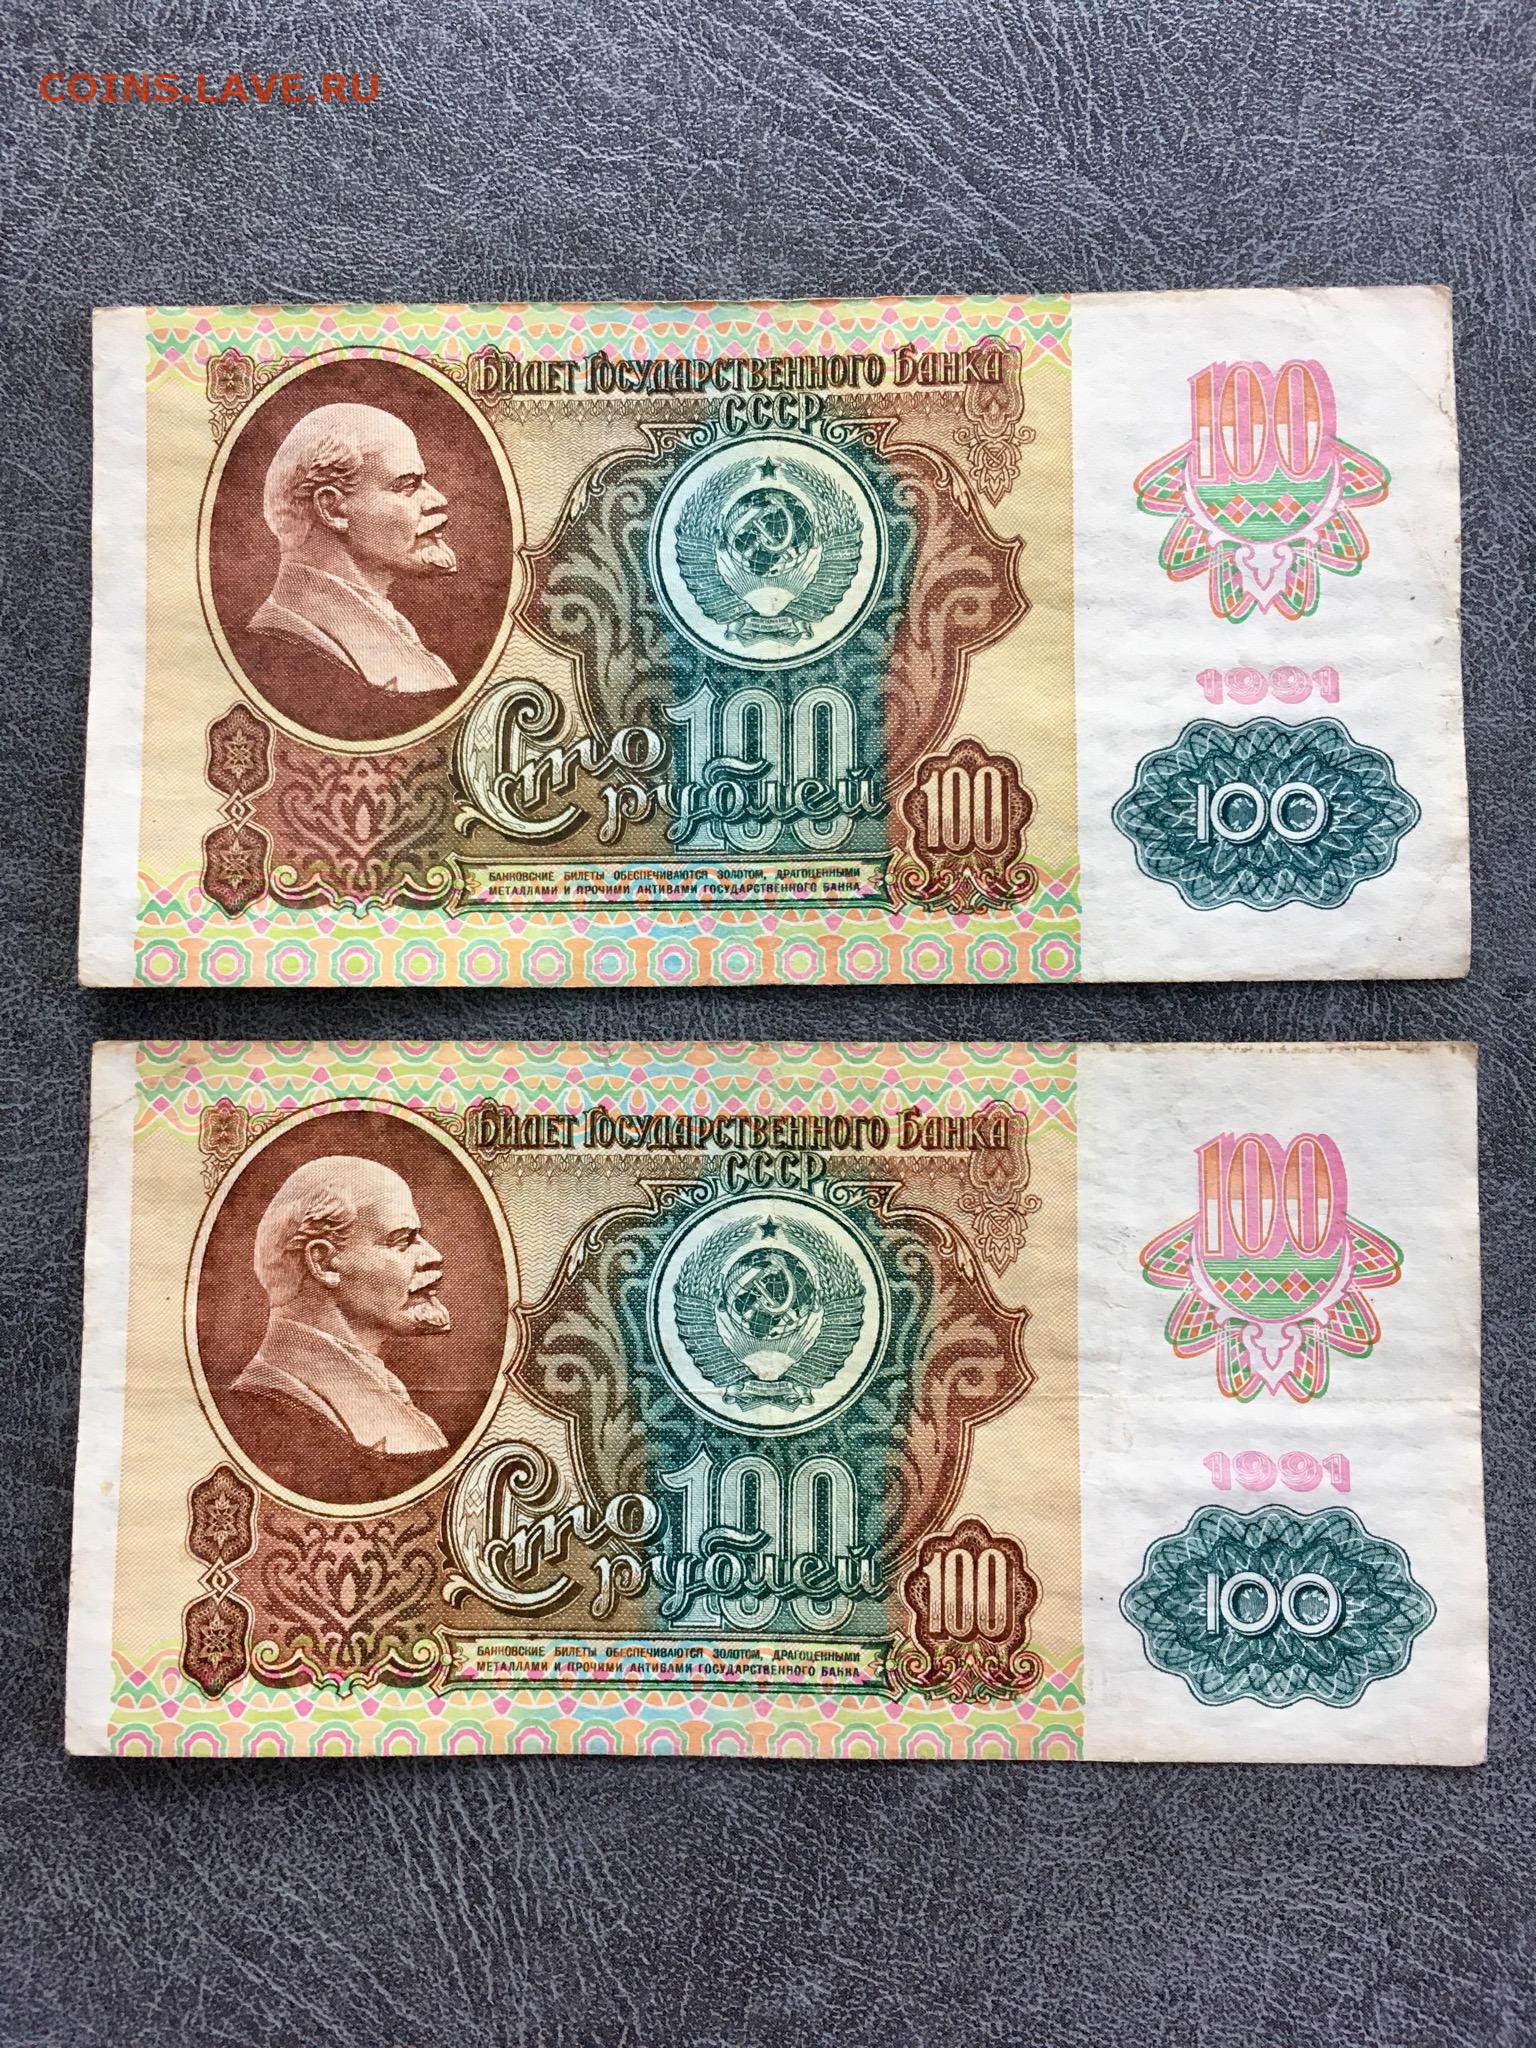 COINS.LAVE.RU
Билет Государственного Банка
СССР
100
1991
100
Сто
рублей
100
100
БАНКОВСКИЕ БИЛЕТЫ ОБЕСПЕЧИВАЮТСЯ ЗОЛОТОМ, ДРАГОЦЕННЫМИ
МЕТАЛЛАМИ И ПРОЧИМИ АКТИВАМИ ГОСУДАРСТВЕННОГО БАНКА
100
Билет Государственного Банка
СССР
100
1991
100
Сто
рублей
100
100
БАНКОВСКИЕ БИЛЕТЫ ОБЕСПЕЧИВАЮТСЯ ЗОЛОТОМ, ДРАГОЦЕННЫМИ
МЕТАЛЛАМИ И ПРОЧИМИ АКТИВАМИ ГОСУДАРСТВЕННОГО БАНКА
100